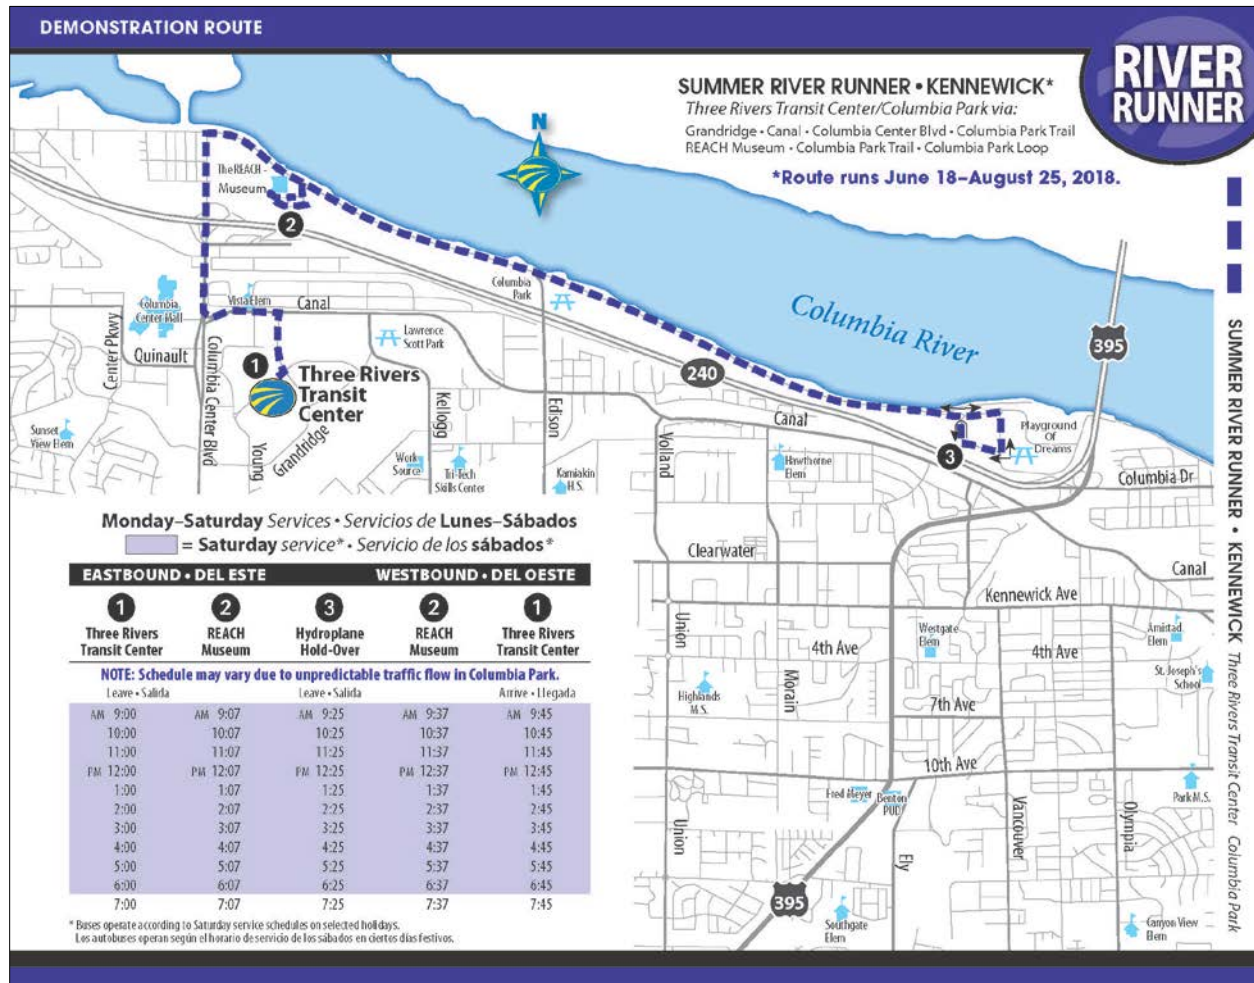 DEMONSTRATION ROUTE
RIVER
RUNNER
SUMMER RIVER RUNNER • KENNEWICK*
Three Rivers Transit Center/Columbia Park via:
Grandridge • Canal • Columbia Center Blvd • Columbia Park Trail
REACH Museum • Columbia Park Trail • Columbia Park Loop
*Route runs June 18–August 25, 2018.
N
The REACH
Museum
2
Columbia
Park
Columbia River
395
240
Columbia
Center Mall
Vista Elem
Canal
Lawrence
Scott Park
Center Pkwy
Quinault
Columbia Center Blvd
1
Three Rivers
Transit
Center
Young
Grandridge
Kellogg
Edison
Sunset
View Elem
Work
Source
Tri-Tech
Skills Center
Kamiakin
H.S.
Volland
Canal
Hawthorne
Elem
3
Playground
Of
Dreams
Columbia Dr
Clearwater
Canal
Kennewick Ave
Union
4th Ave
Westgate
Elem
4th Ave
Amistad
Elem
St. Joseph's
School
Highlands
M.S.
Morain
7th Ave
10th Ave
Fred Meyer
Benton
PUD
Park M.S.
Union
Ely
Vancouver
Olympia
395
Southgate
Elem
Canyon View
Elem
SUMMER RIVER RUNNER • KENNEWICK Three Rivers Transit Center Columbia Park
Monday–Saturday Services • Servicios de Lunes–Sábados
= Saturday service* • Servicio de los sábados*
EASTBOUND • DEL ESTE WESTBOUND • DEL OESTE
1 2 3 2 1
Three Rivers REACH Hydroplane REACH Three Rivers
Transit Center Museum Hold-Over Museum Transit Center
NOTE: Schedule may vary due to unpredictable traffic flow in Columbia Park.
Leave • Salida Leave • Salida Arrive • Llegada
AM 9:00 AM 9:07 AM 9:25 AM 9:37 AM 9:45
10:00 10:07 10:25 10:37 10:45
11:00 11:07 11:25 11:37 11:45
PM 12:00 PM 12:07 PM 12:25 PM 12:37 PM 12:45
1:00 1:07 1:25 1:37 1:45
2:00 2:07 2:25 2:37 2:45
3:00 3:07 3:25 3:37 3:45
4:00 4:07 4:25 4:37 4:45
5:00 5:07 5:25 5:37 5:45
6:00 6:07 6:25 6:37 6:45
7:00 7:07 7:25 7:37 7:45
* Buses operate according to Saturday service schedules on selected holidays.
Los autobuses operan según el horario de servicio de los sábados en ciertos días festivos.